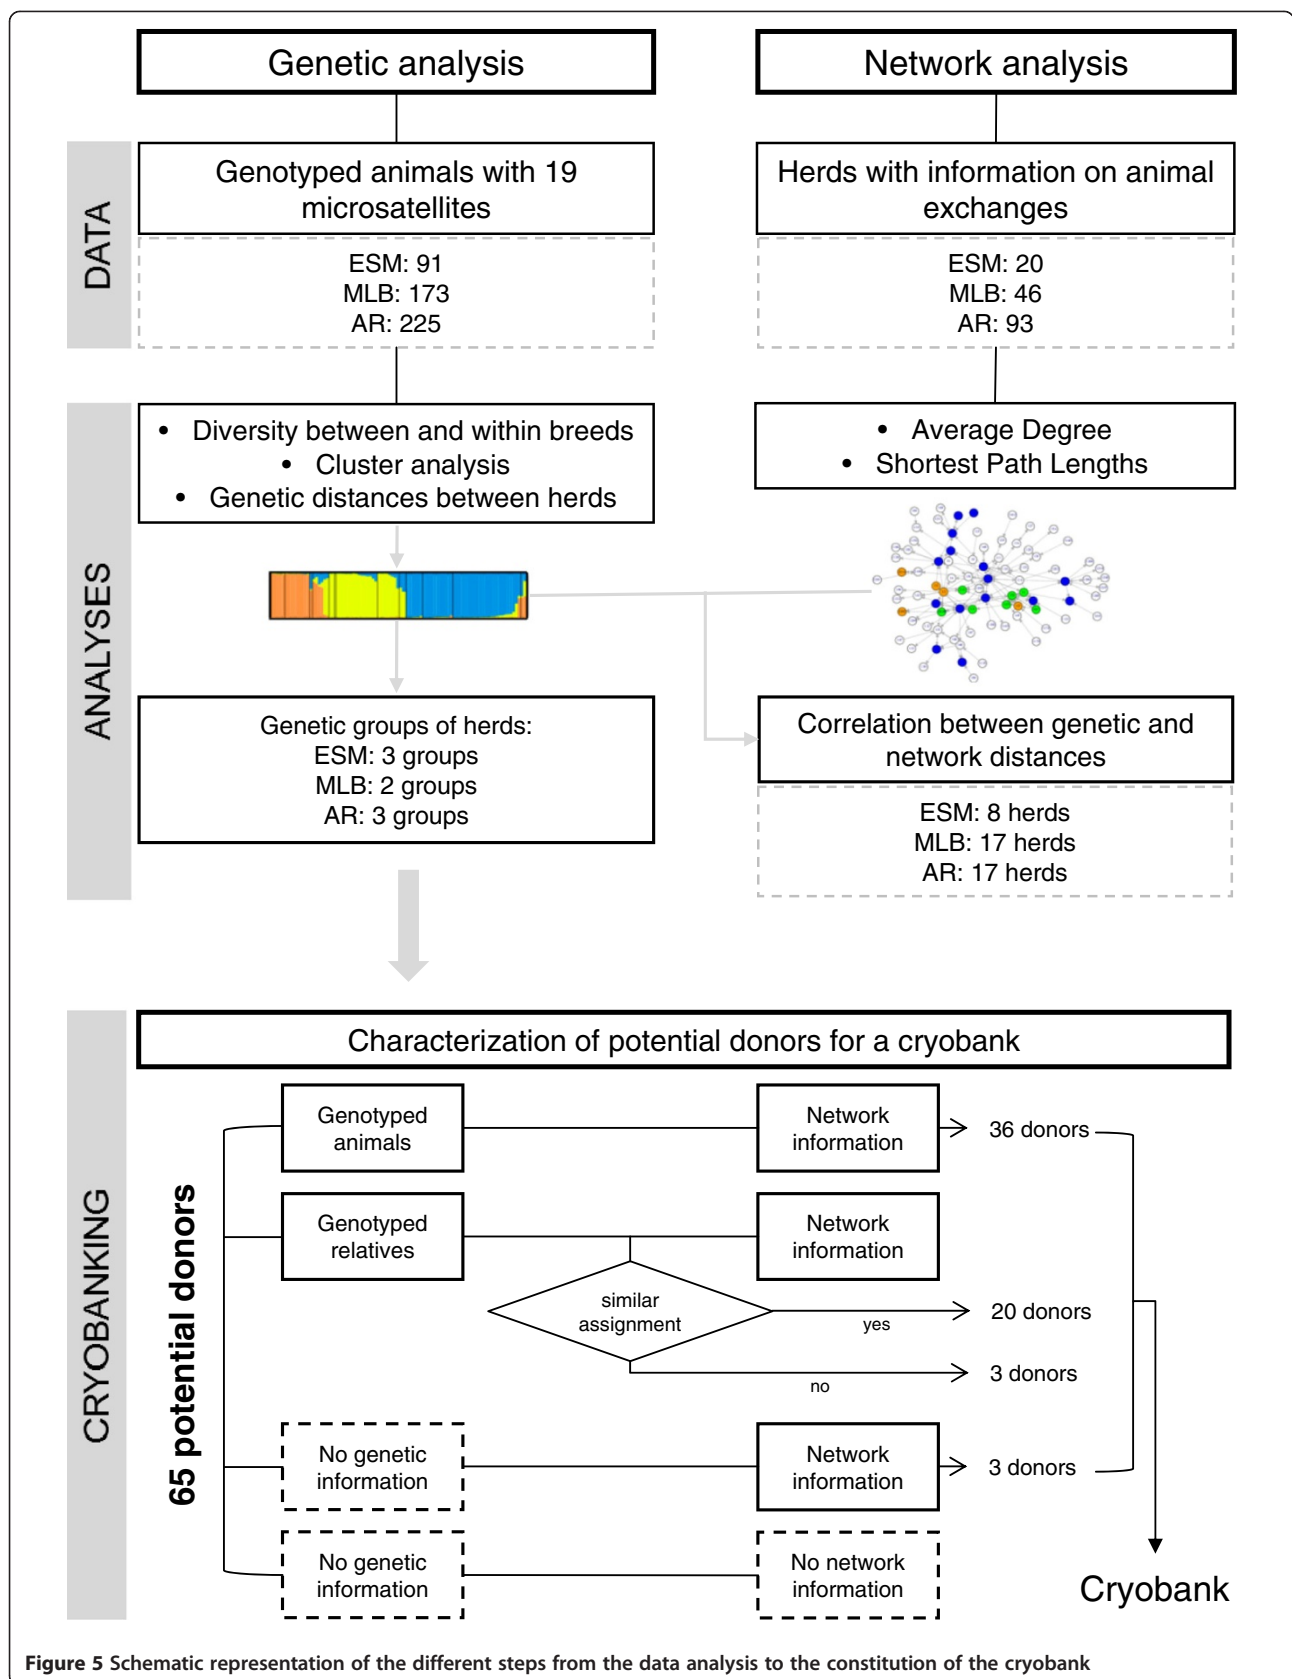 Genetic analysis
Network analysis
DATA
Genotyped animals with 19
microsatellites
ESM: 91
MLB: 173
AR: 225
Herds with information on animal
exchanges
ESM: 20
MLB: 46
AR: 93
ANALYSES
• Diversity between and within breeds
• Cluster analysis
• Genetic distances between herds
• Average Degree
• Shortest Path Lengths
Genetic groups of herds:
ESM: 3 groups
MLB: 2 groups
AR: 3 groups
Correlation between genetic and
network distances
ESM: 8 herds
MLB: 17 herds
AR: 17 herds
CRYOBANKING
Characterization of potential donors for a cryobank
65 potential donors
Genotyped
animals
Network
information
36 donors
Genotyped
relatives
Network
information
similar
assignment
yes
20 donors
no
3 donors
No genetic
information
Network
information
3 donors
No genetic
information
No network
information
Cryobank
Figure 5 Schematic representation of the different steps from the data analysis to the constitution of the cryobank